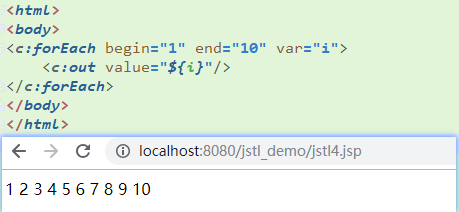 <html>
<body>
<c:forEach begin="1" end="10" var="i">
    <c:out value="${i}"/>
</c:forEach>
</body>
</html>
localhost:8080/jstl_demo/jstl4.jsp
1 2 3 4 5 6 7 8 9 10